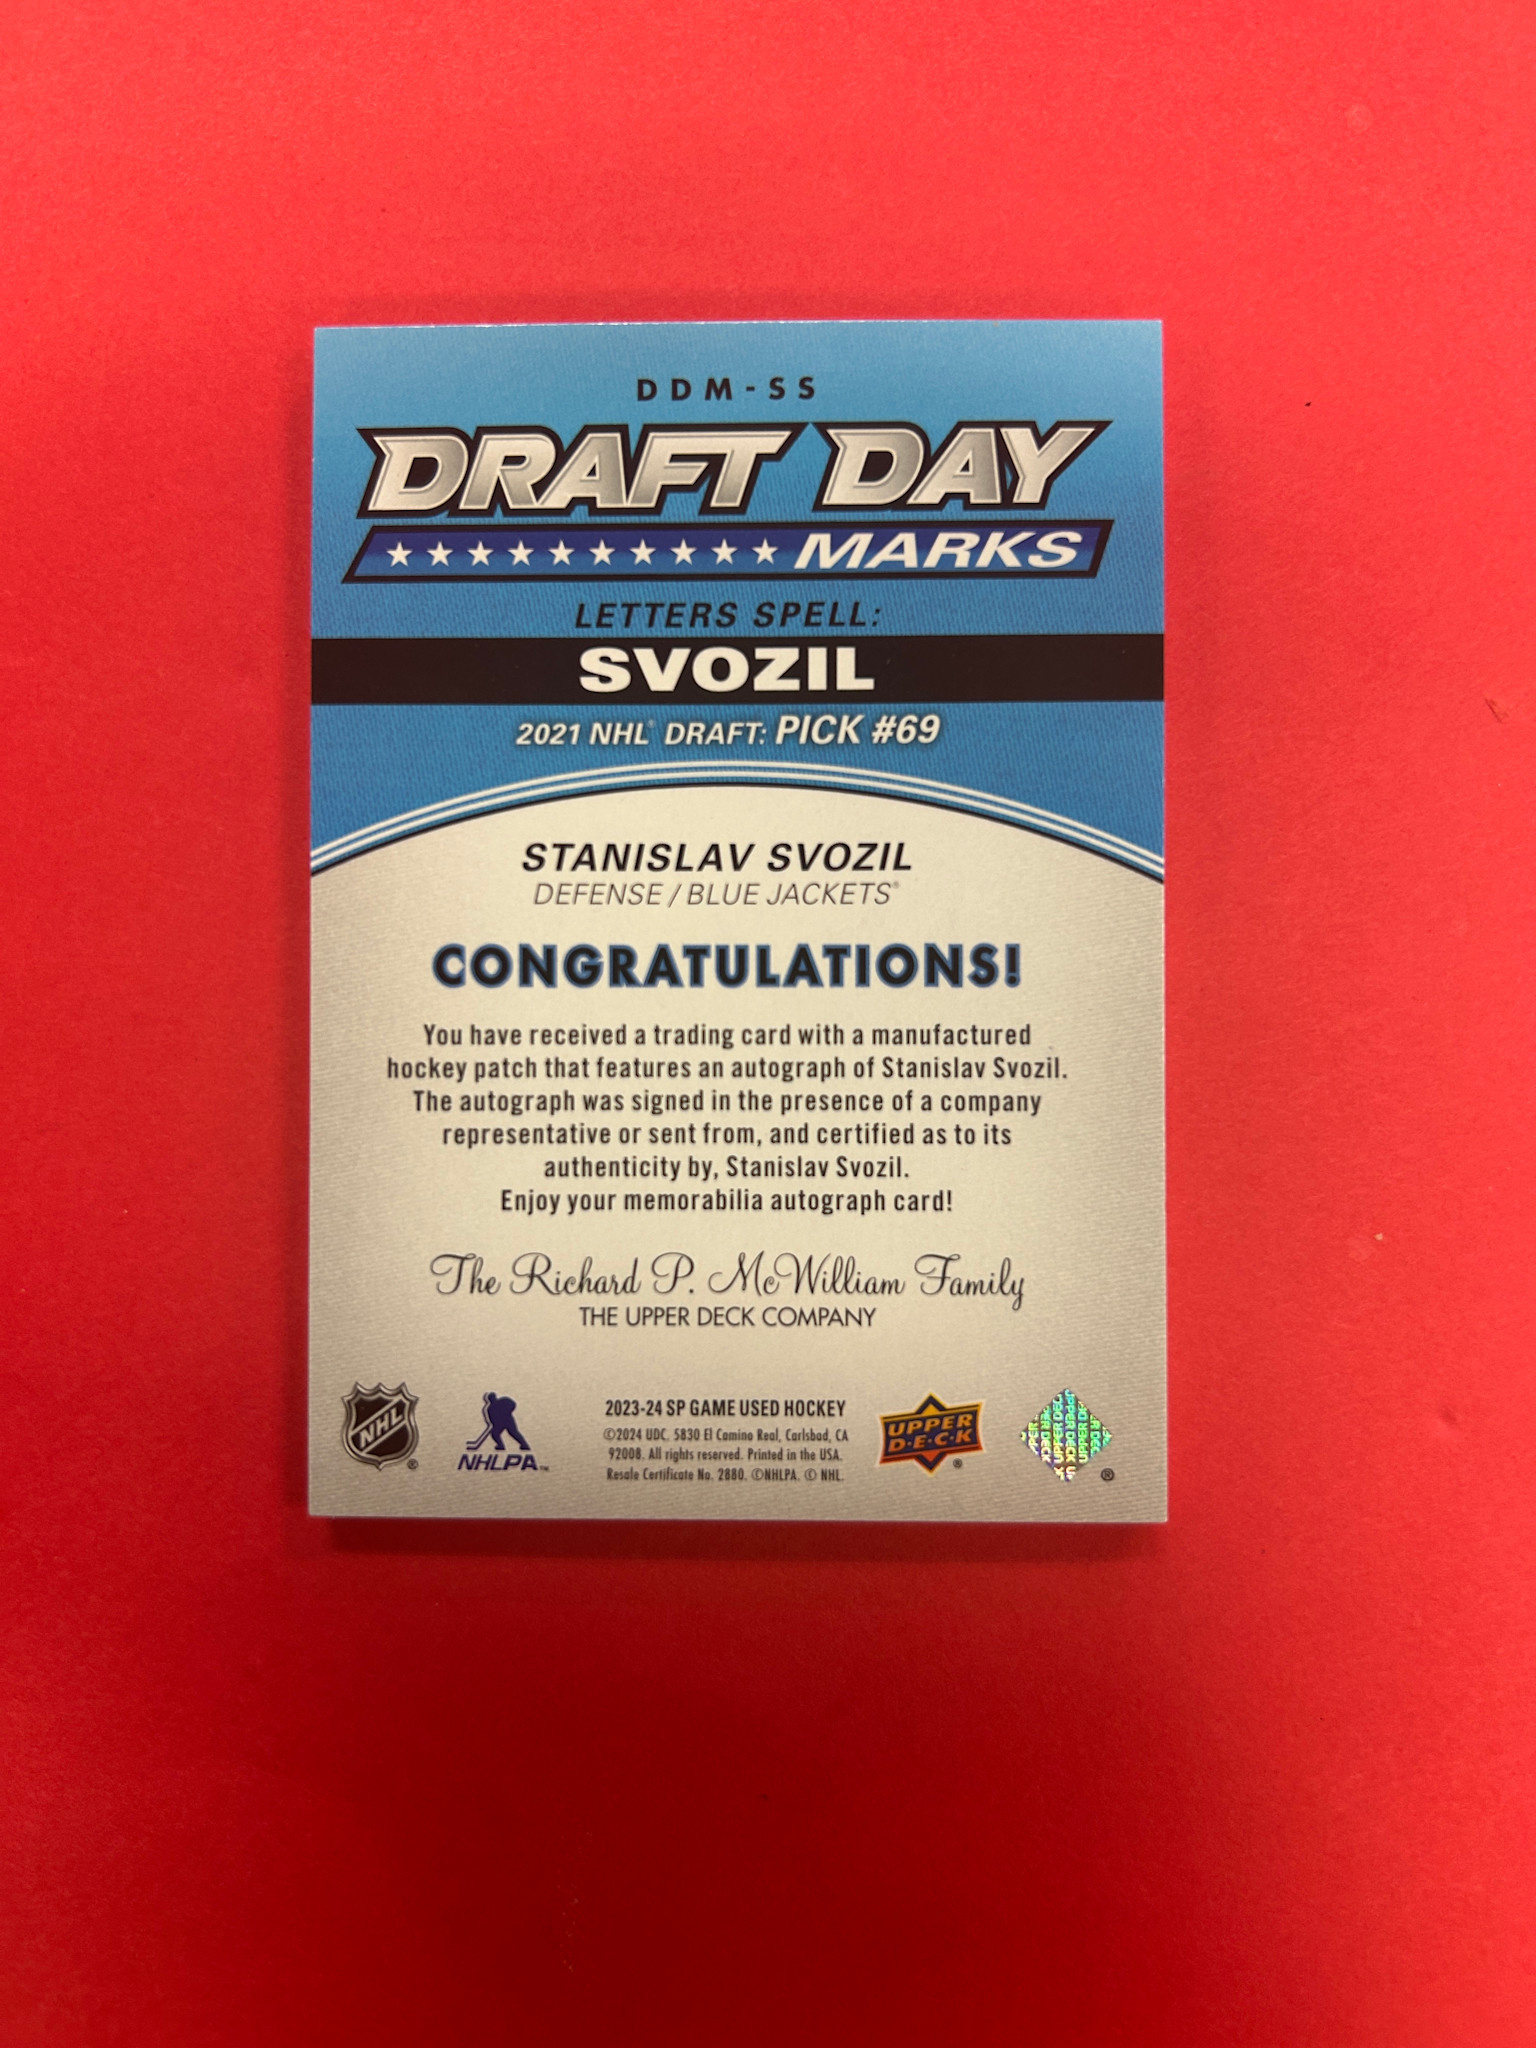 DDM-SS
DRAFT DAY
MARKS
LETTERS SPELL:
SVOZIL
2021 NHL® DRAFT: PICK #69
STANISLAV SVOZIL
DEFENSE / BLUE JACKETS®
CONGRATULATIONS!
You have received a trading card with a manufactured
hockey patch that features an autograph of Stanislav Svozil.
The autograph was signed in the presence of a company
representative or sent from, and certified as to its
authenticity by, Stanislav Svozil.
Enjoy your memorabilia autograph card!
The Richard P. McWilliam Family
THE UPPER DECK COMPANY
NHL ®
NHLPA™
2023-24 SP GAME USED HOCKEY
©2024 UDC. 5830 El Camino Real, Carlsbad, CA
92008. All rights reserved. Printed in the USA.
Resale Certificate No. 2880. ©NHLPA. © NHL.
UPPER
D·E·C·K ®
UPPER DECK ®